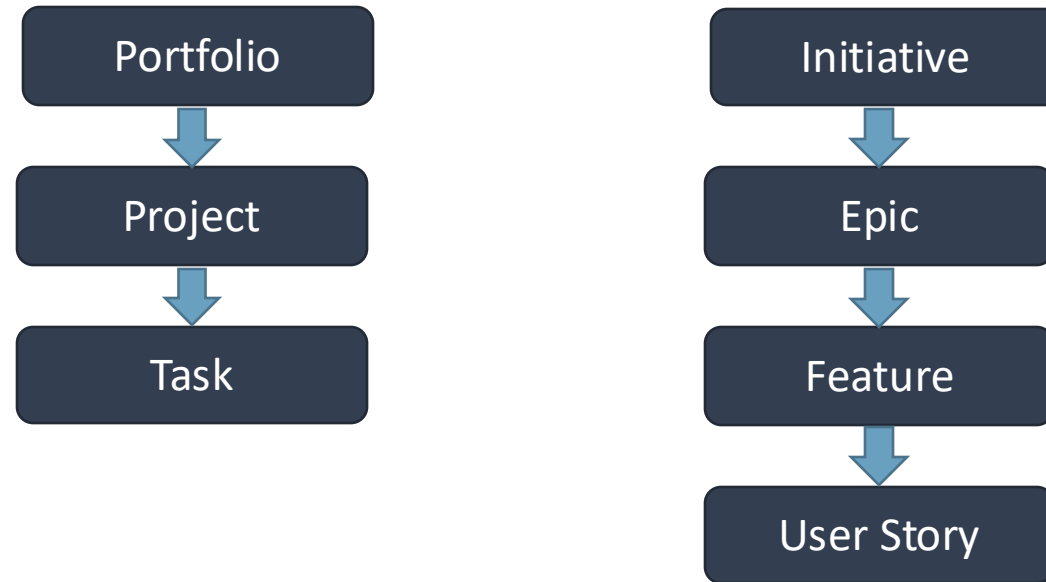 Portfolio
Project
Task
Initiative
Epic
Feature
User Story